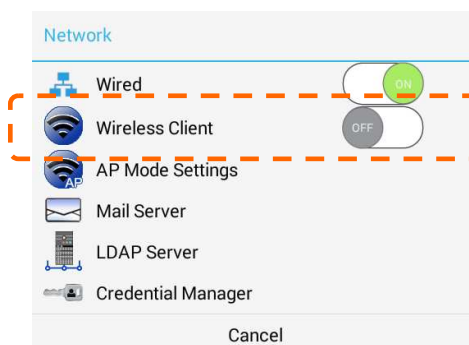 Network
Wired ON
Wireless Client OFF
AP AP Mode Settings
Mail Server
LDAP Server
Credential Manager
Cancel